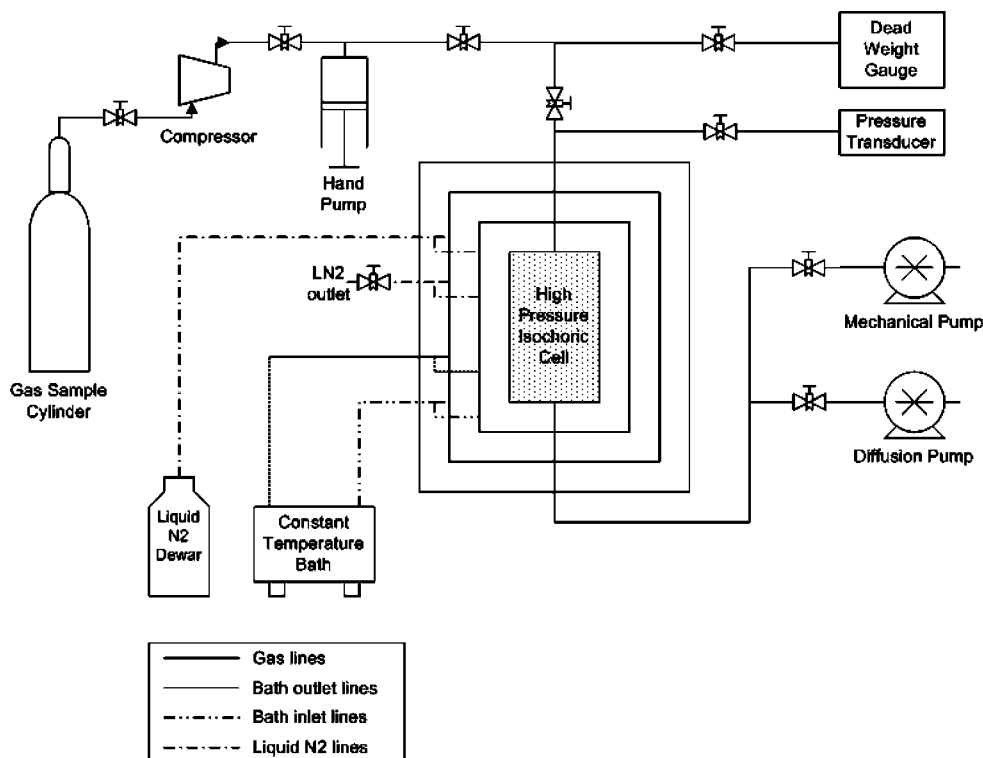 Dead
Weight
Gauge
Compressor
Pressure
Transducer
Hand
Pump
LN2
outlet
High
Pressure
Isochoric
Cell
Mechanical Pump
Gas Sample
Cylinder
Diffusion Pump
Liquid
N2
Dewar
Constant
Temperature
Bath
Gas lines
Bath outlet lines
Bath inlet lines
Liquid N2 lines